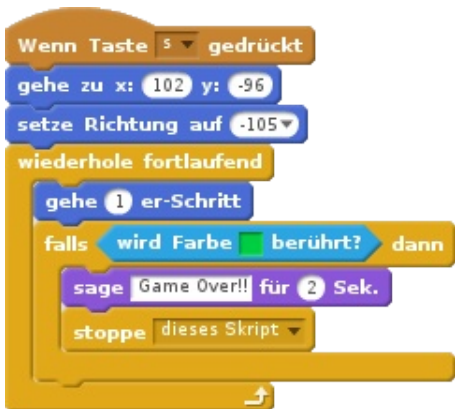 Wenn Taste s gedrückt
gehe zu x: 102 y: -96
setze Richtung auf -105
wiederhole fortlaufend
gehe 1 er-Schritt
falls wird Farbe berührt? dann
sage Game Over!! für 2 Sek.
stoppe dieses Skript